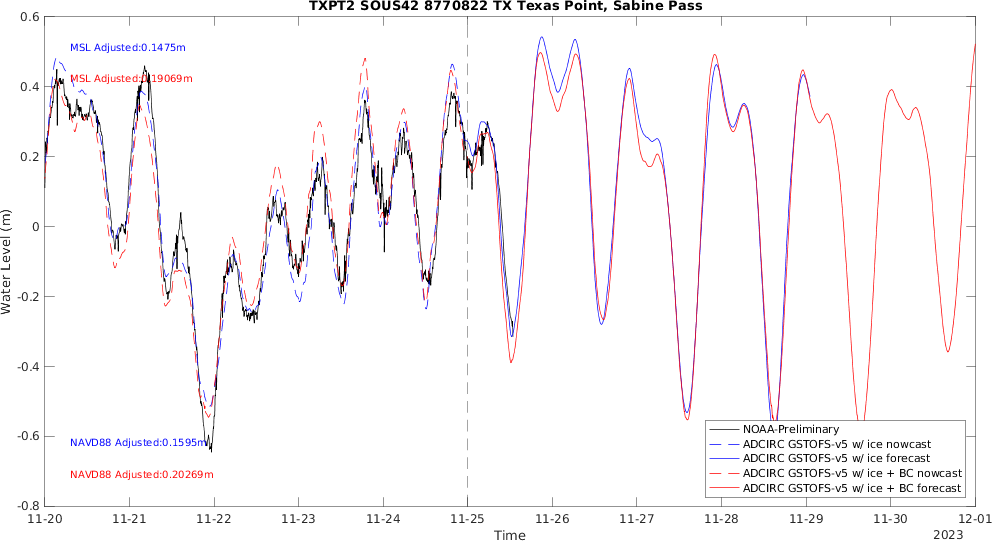 TXPT2 SOUS42 8770822 TX Texas Point, Sabine Pass
MSL Adjusted:0.1475m
MSL Adjusted:0.19069m
NAVD88 Adjusted:0.1595m
NAVD88 Adjusted:0.20269m
Water Level (m)
0.6
0.4
0.2
0
-0.2
-0.4
-0.6
-0.8
NOAA-Preliminary
ADCIRC GSTOFS-v5 w/ ice nowcast
ADCIRC GSTOFS-v5 w/ ice forecast
ADCIRC GSTOFS-v5 w/ ice + BC nowcast
ADCIRC GSTOFS-v5 w/ ice + BC forecast
11-20 11-21 11-22 11-23 11-24 11-25 11-26 11-27 11-28 11-29 11-30 12-01
Time
2023